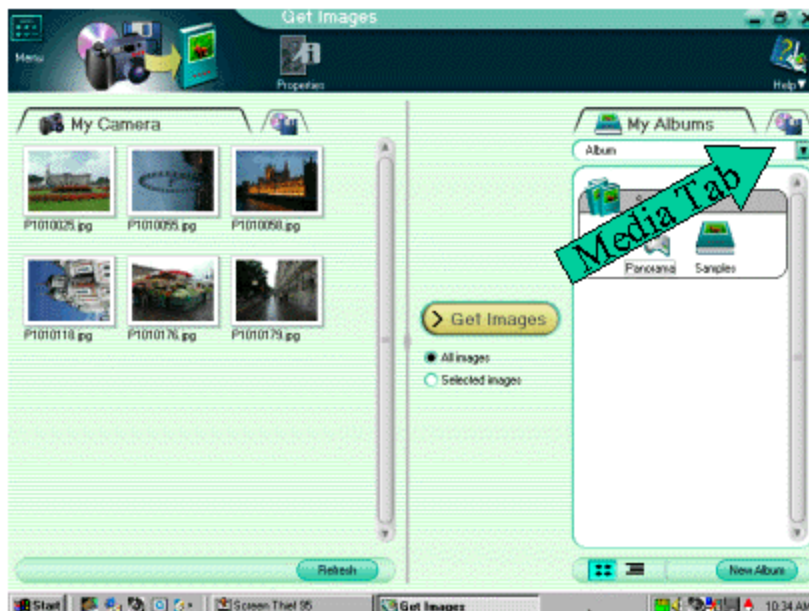 Get Images
Menu
Properties
Help
My Camera
My Albums
Album
Media Tab
P1010025.jpg
P1010055.jpg
P1010058.jpg
Panorama
Samples
P1010118.jpg
P1010176.jpg
P1010179.jpg
Get Images
All images
Selected images
Refresh
New Album
Start
Screen Thief 95
Get Images